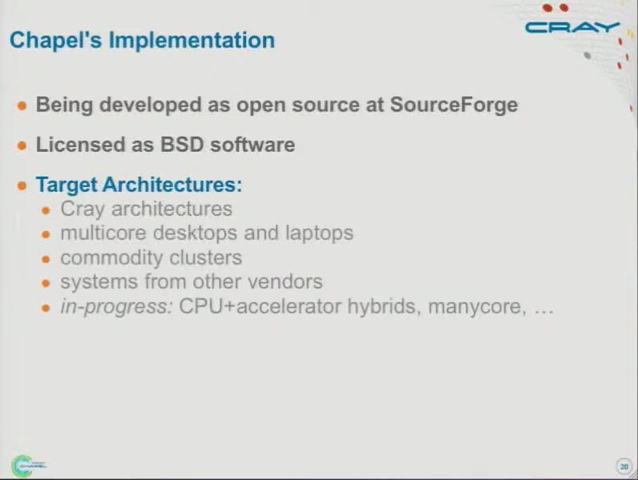 Chapel's Implementation
CRAY
Being developed as open source at SourceForge
Licensed as BSD software
Target Architectures:
Cray architectures
multicore desktops and laptops
commodity clusters
systems from other vendors
in-progress: CPU+accelerator hybrids, manycore, …
CHAPEL
20